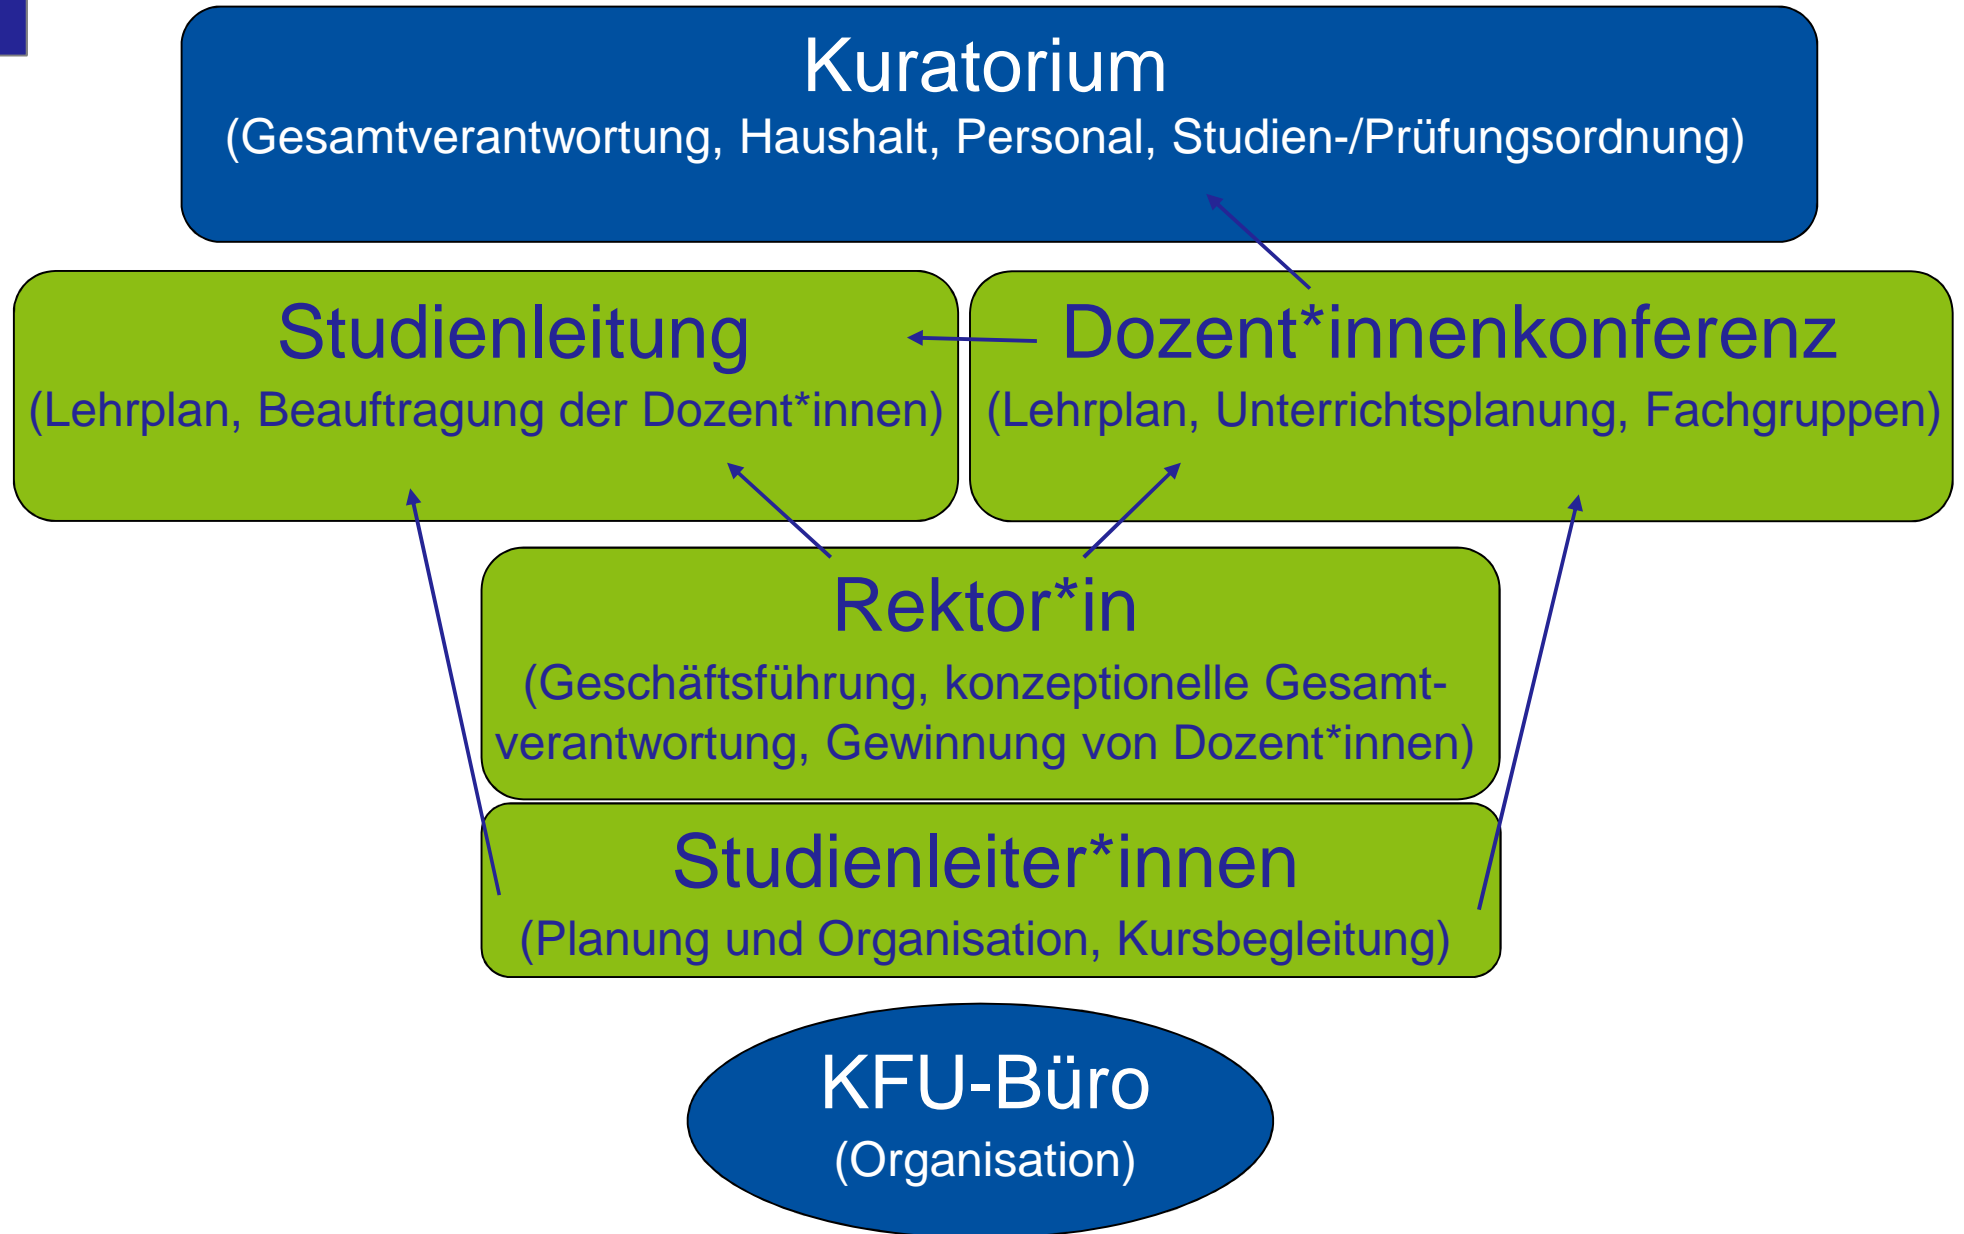 Kuratorium
(Gesamtverantwortung, Haushalt, Personal, Studien-/Prüfungsordnung)
Studienleitung
(Lehrplan, Beauftragung der Dozent*innen)
Dozent*innenkonferenz
(Lehrplan, Unterrichtsplanung, Fachgruppen)
Rektor*in
(Geschäftsführung, konzeptionelle Gesamt-
verantwortung, Gewinnung von Dozent*innen)
Studienleiter*innen
(Planung und Organisation, Kursbegleitung)
KFU-Büro
(Organisation)